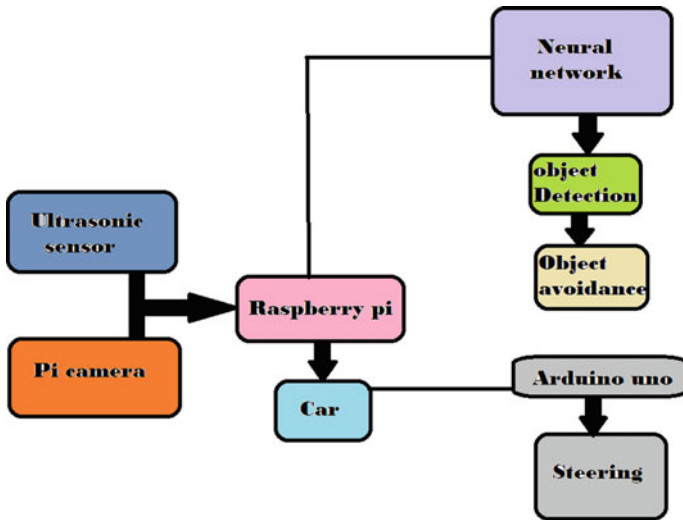 Neural
network
object
Detection
Object
avoidance
Ultrasonic
sensor
Raspberry pi
Pi camera
Car
Arduino uno
Steering